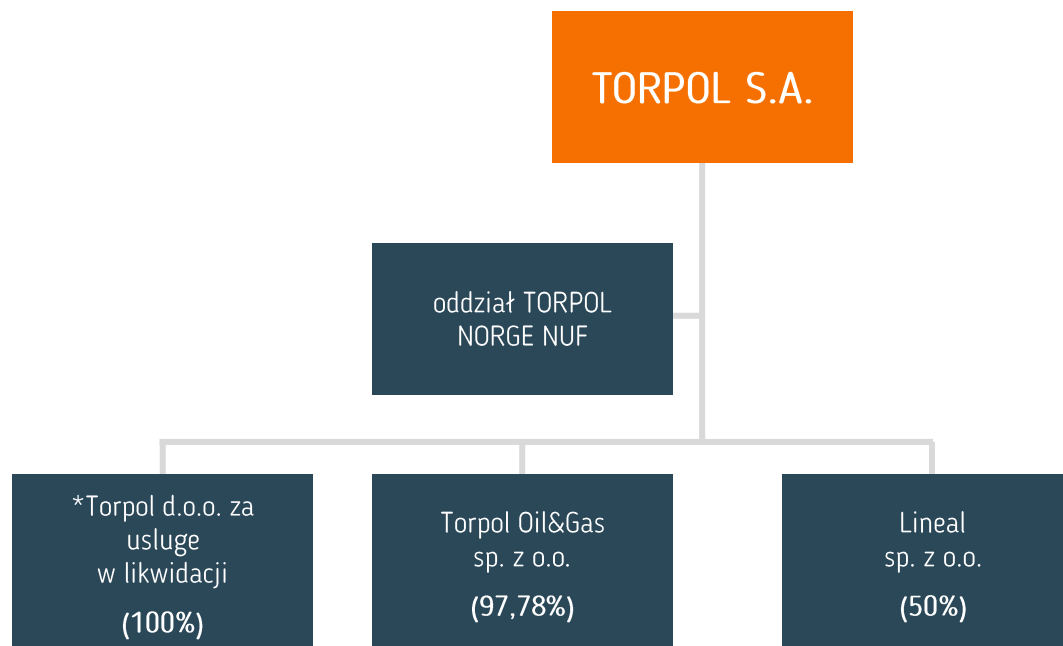 TORPOL S.A.
oddział TORPOL
NORGE NUF
*Torpol d.o.o. za
usluge
w likwidacji
(100%)
Torpol Oil&Gas
sp. z o.o.
(97,78%)
Lineal
sp. z o.o.
(50%)